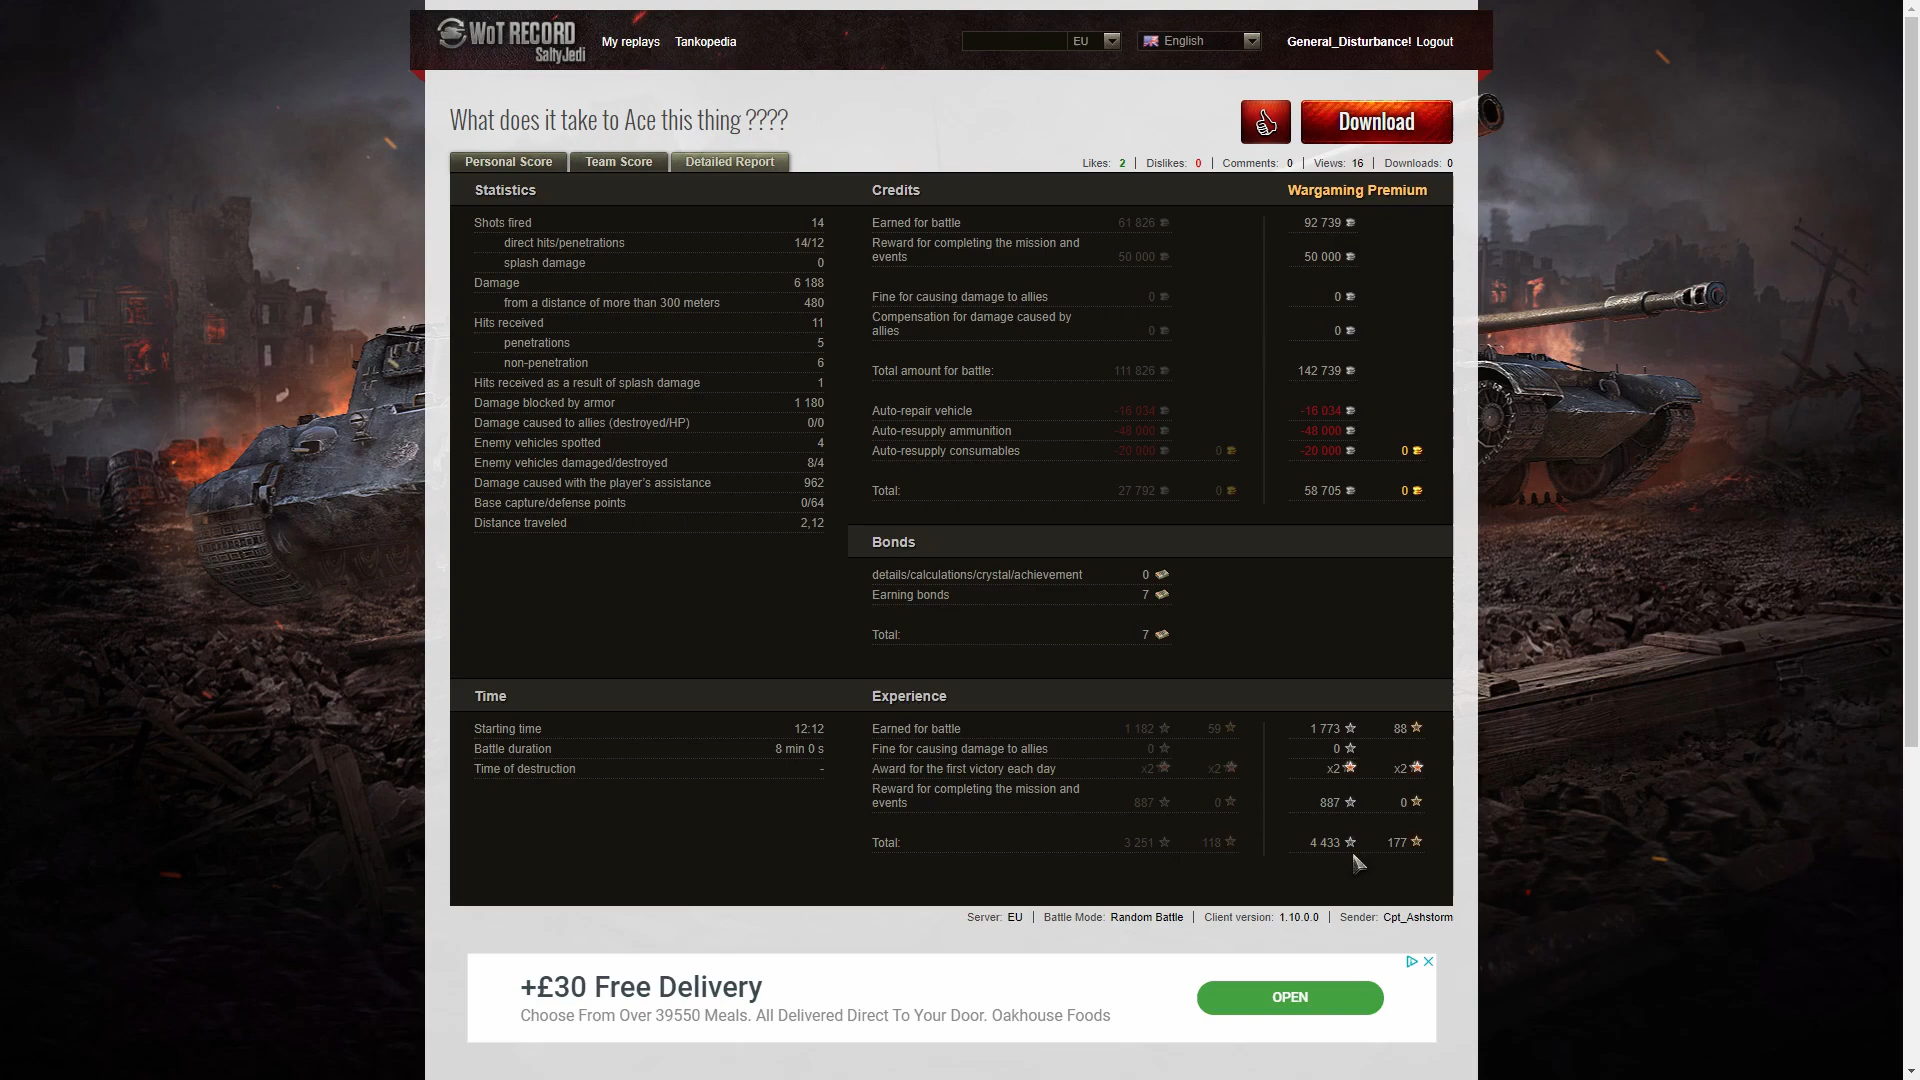 WoT RECORD
SaltyJedi
My replays
Tankopedia
EU
English
General_Disturbance! Logout
What does it take to Ace this thing ????
Download
Personal Score
Team Score
Detailed Report
Likes: 2 | Dislikes: 0 | Comments: 0 | Views: 16 | Downloads: 0
Statistics
Shots fired 14
direct hits/penetrations 14/12
splash damage 0
Damage 6 188
from a distance of more than 300 meters 480
Hits received 11
penetrations 5
non-penetration 6
Hits received as a result of splash damage 1
Damage blocked by armor 1 180
Damage caused to allies (destroyed/HP) 0/0
Enemy vehicles spotted 4
Enemy vehicles damaged/destroyed 8/4
Damage caused with the player's assistance 962
Base capture/defense points 0/64
Distance traveled 2,12
Credits Wargaming Premium
Earned for battle 61 826 92 739
Reward for completing the mission and
events 50 000 50 000
Fine for causing damage to allies 0 0
Compensation for damage caused by
allies 0 0
Total amount for battle: 111 826 142 739
Auto-repair vehicle -16 034 -16 034
Auto-resupply ammunition -48 000 -48 000
Auto-resupply consumables -20 000 0 -20 000 0
Total: 27 792 0 58 705 0
Bonds
details/calculations/crystal/achievement 0
Earning bonds 7
Total: 7
Time
Starting time 12:12
Battle duration 8 min 0 s
Time of destruction -
Experience
Earned for battle 1 182 59 1 773 88
Fine for causing damage to allies 0 0
Award for the first victory each day x2 x2 x2 x2
Reward for completing the mission and
events 887 0 887 0
Total: 3 251 118 4 433 177
Server: EU | Battle Mode: Random Battle | Client version: 1.10.0.0 | Sender: Cpt_Ashstorm
+£30 Free Delivery
Choose From Over 39550 Meals. All Delivered Direct To Your Door. Oakhouse Foods
OPEN